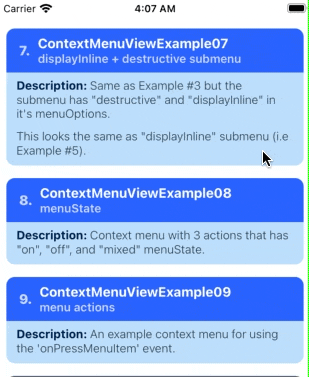 Carrier 4:07 AM
7. ContextMenuViewExample07
displayInline + destructive submenu
Description: Same as Example #3 but the
submenu has "destructive" and "displayInline" in
it's menuOptions.
This looks the same as "displayInline" submenu (i.e
Example #5).
8. ContextMenuViewExample08
menuState
Description: Context menu with 3 actions that has
"on", "off", and "mixed" menuState.
9. ContextMenuViewExample09
menu actions
Description: An example context menu for using
the 'onPressMenuItem' event.